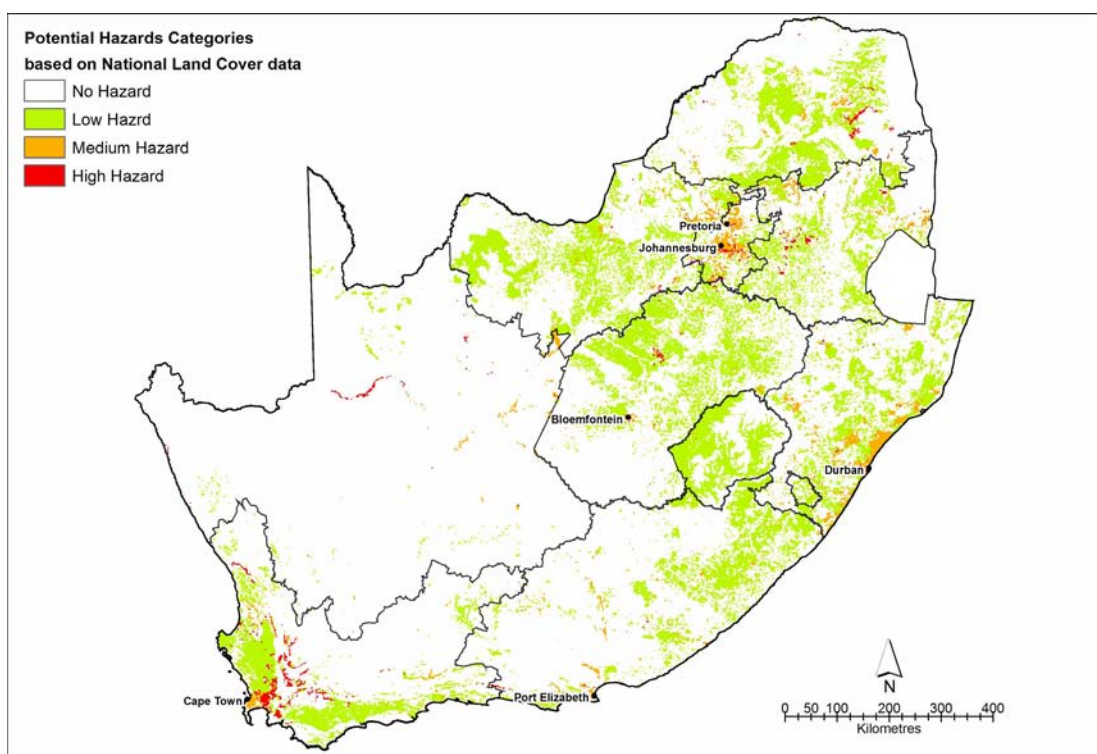 Potential Hazards Categories
based on National Land Cover data
No Hazard
Low Hazrd
Medium Hazard
High Hazard
Pretoria
Johannesburg
Bloemfontein
Durban
Cape Town
Port Elizabeth
N
0 50 100 200 300 400
Kilometres